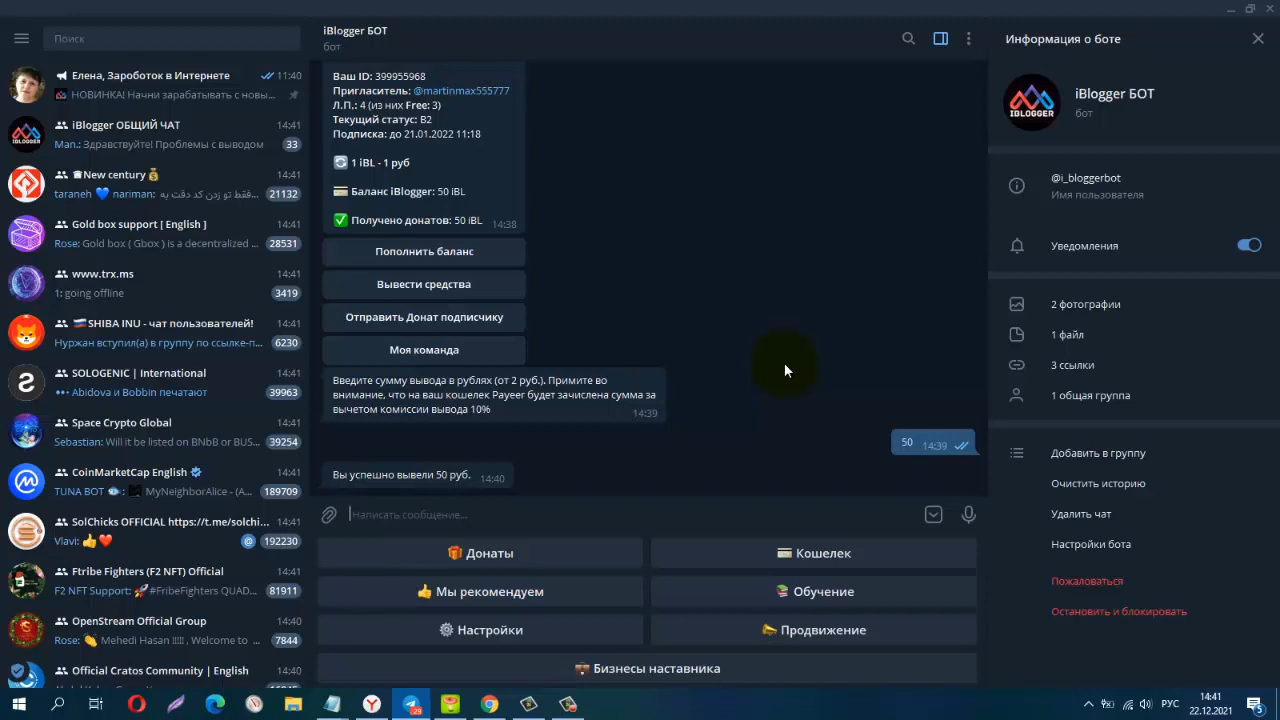 Поиск
Елена, Зароботок в Интернете 11:40
НОВИНКА! Начни зарабатывать с новы...
iBlogger ОБЩИЙ ЧАТ 14:41
Man.: Здравствуйте! Проблемы с выводом 33
New century 14:41
taraneh 💙 nariman: فقط تو زدن کد دقت به... 21132
Gold box support [ English ] 14:41
Rose: Gold box ( Gbox ) is a decentralized ... 28531
www.trx.ms 14:41
1: going offline 3419
SHIBA INU - чат пользователей! 14:41
Нуржан вступил(а) в группу по ссылке-п... 6230
SOLOGENIC | International 14:41
Abidova и Bobbin печатают 39963
Space Crypto Global 14:41
Sebastian: Will it be listed on BNbB or BUS... 39254
CoinMarketCap English 14:41
TUNA BOT 🐟: MyNeighborAlice - (A... 189709
SolChicks OFFICIAL https://t.me/solchi... 14:41
Vlavi: 👍❤️ @ 192230
Ftribe Fighters (F2 NFT) Official 14:41
F2 NFT Support: 🚀#FribeFighters QUAD... 81911
OpenStream Official Group 14:40
Rose: 👏 Mehedi Hasan !!!!! , Welcome to ... 7844
Official Cratos Community | English 14:40
iBlogger БОТ
бот
Ваш ID: 399955968
Пригласитель: @martinmax555777
Л.П.: 4 (из них Free: 3)
Текущий статус: B2
Подписка: до 21.01.2022 11:18
1 iBL - 1 руб
Баланс iBlogger: 50 iBL
Получено донатов: 50 iBL 14:38
Пополнить баланс
Вывести средства
Отправить Донат подписчику
Моя команда
Введите сумму вывода в рублях (от 2 руб.). Примите во
внимание, что на ваш кошелек Payeer будет зачислена сумма за
вычетом комиссии вывода 10% 14:39
50 14:39
Вы успешно вывели 50 руб. 14:40
Написать сообщение...
Донаты
Кошелек
Мы рекомендуем
Обучение
Настройки
Продвижение
Бизнесы наставника
Информация о боте
IBLOGGER
iBlogger БОТ
бот
@i_bloggerbot
Имя пользователя
Уведомления
2 фотографии
1 файл
3 ссылки
1 общая группа
Добавить в группу
Очистить историю
Удалить чат
Настройки бота
Пожаловаться
Остановить и блокировать
РУС
14:41
22.12.2021